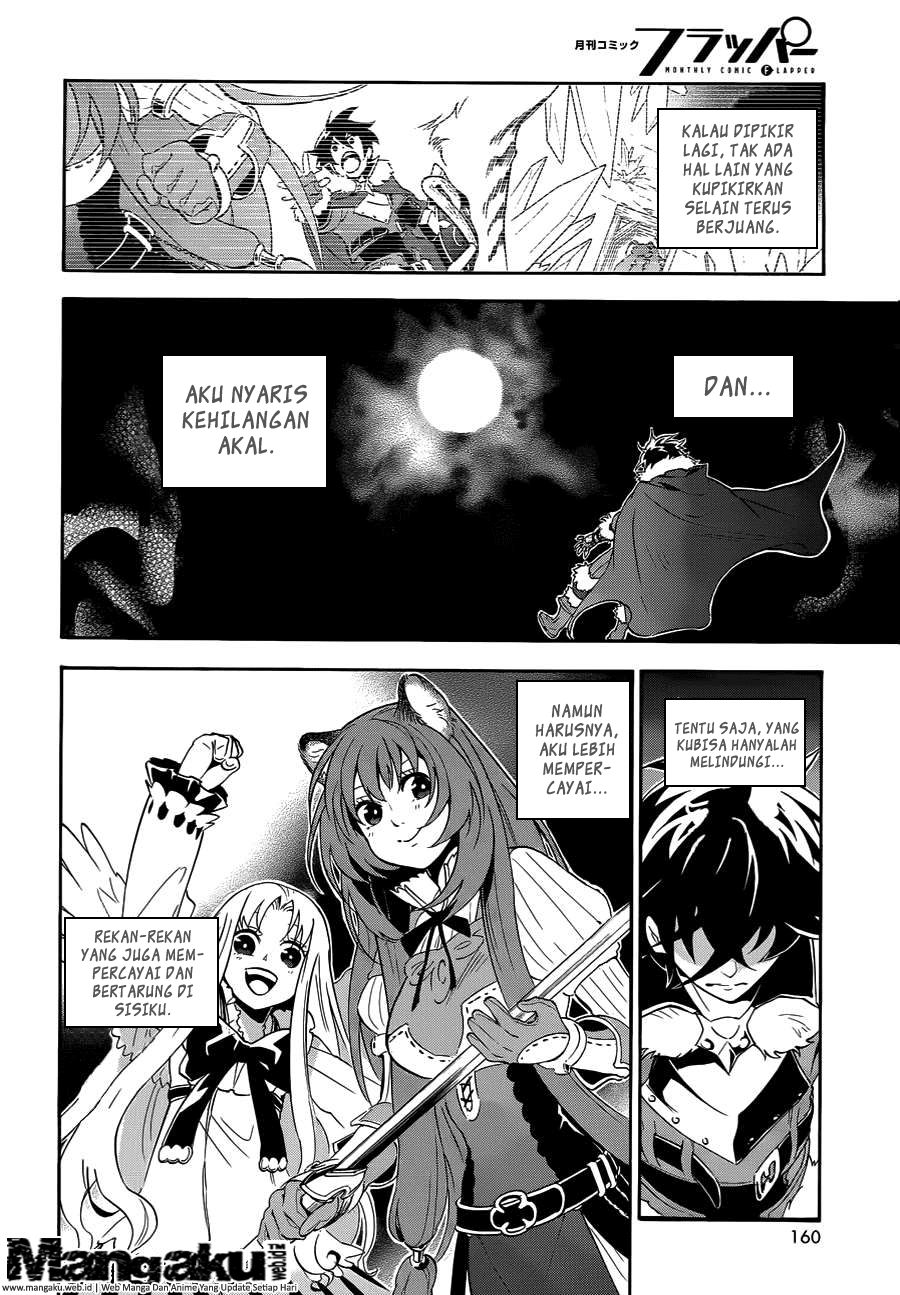 月刊コミック フラッパー
MONTHLY COMIC FLAPPER
KALAU DIPIKIR
LAGI, TAK ADA
HAL LAIN YANG
KUPIKIRKAN
SELAIN TERUS
BERJUANG.
DAN...
AKU NYARIS
KEHILANGAN
AKAL.
TENTU SAJA, YANG
KUBISA HANYALAH
MELINDUNGI...
NAMUN
HARUSNYA,
AKU LEBIH
MEMPER-
CAYAI...
REKAN-REKAN
YANG JUGA MEM-
PERCAYAI DAN
BERTARUNG DI
SISIKU.
160
Mangaku
www.mangaku.web.id | Web Manga Dan Anime Yang Update Setiap Hari